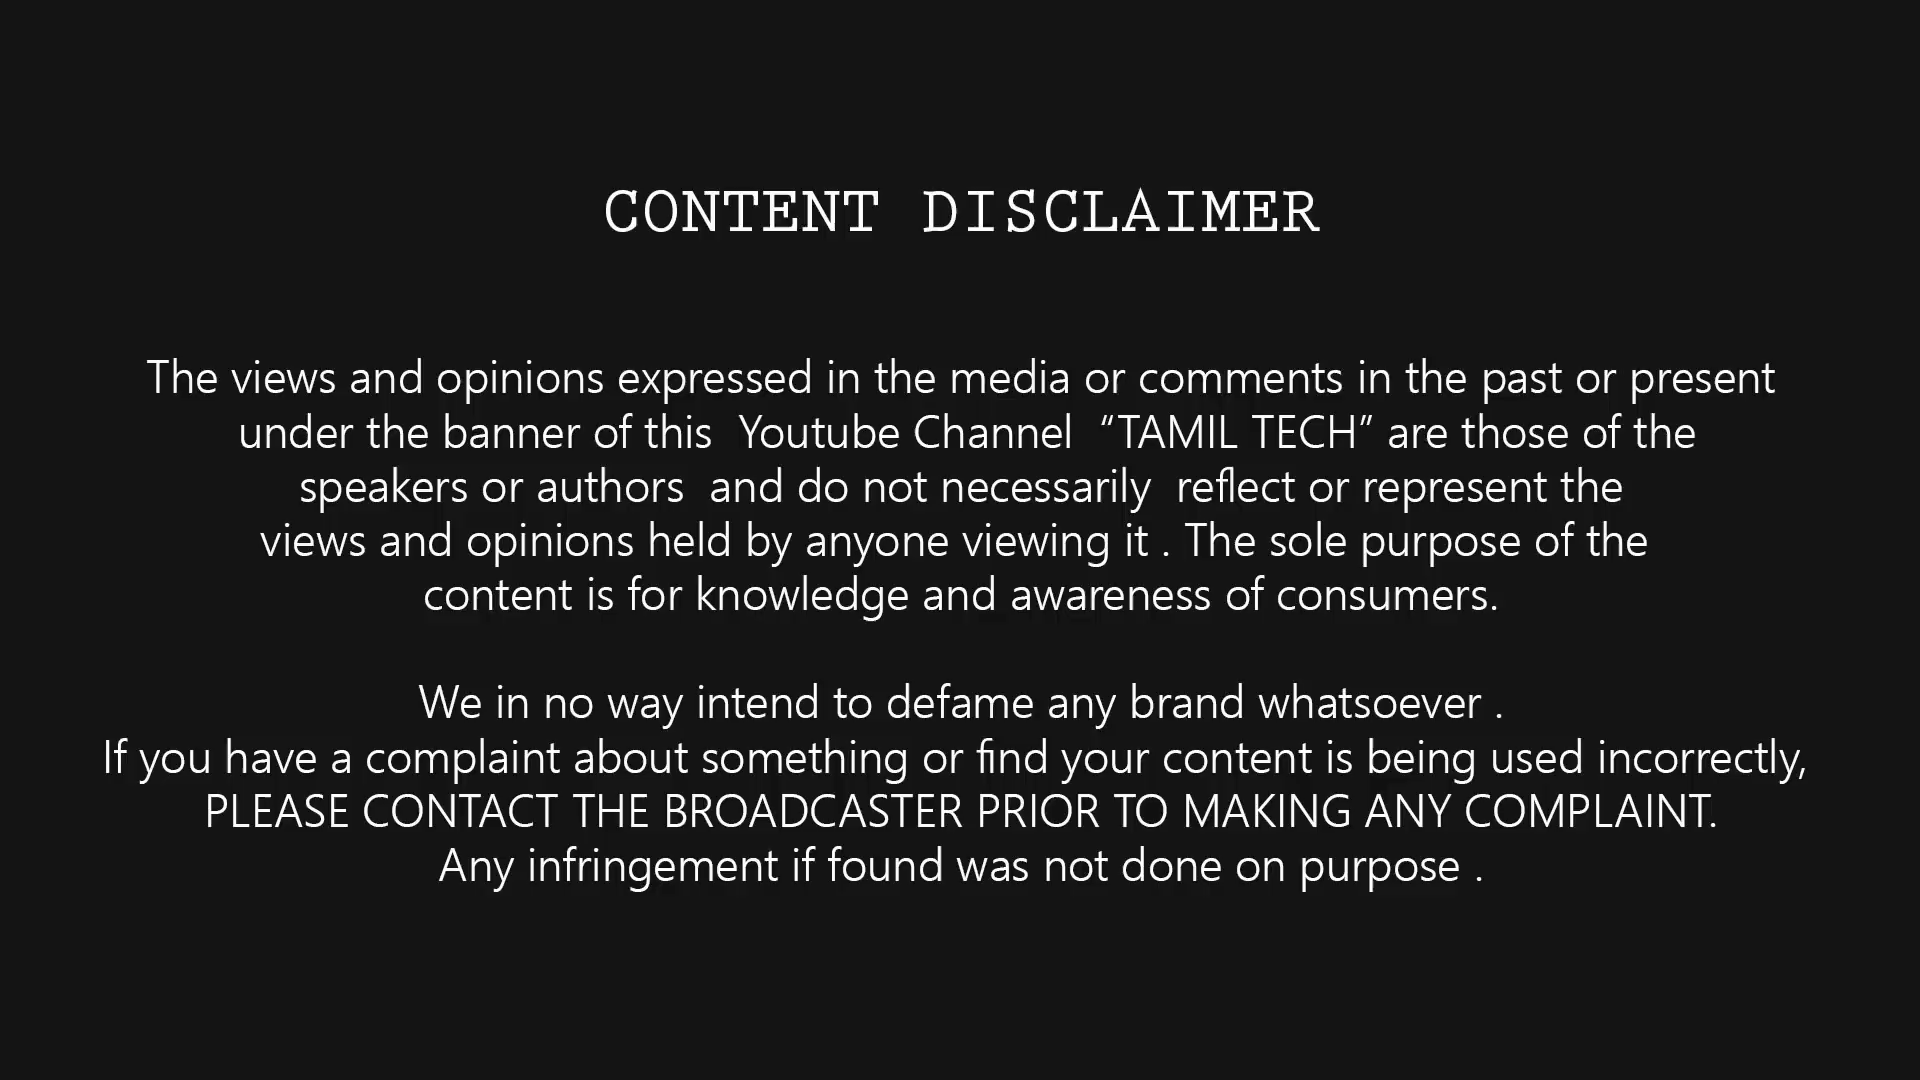 CONTENT DISCLAIMER
The views and opinions expressed in the media or comments in the past or present
under the banner of this Youtube Channel “TAMIL TECH” are those of the
speakers or authors and do not necessarily reflect or represent the
views and opinions held by anyone viewing it . The sole purpose of the
content is for knowledge and awareness of consumers.
We in no way intend to defame any brand whatsoever .
If you have a complaint about something or find your content is being used incorrectly,
PLEASE CONTACT THE BROADCASTER PRIOR TO MAKING ANY COMPLAINT.
Any infringement if found was not done on purpose .